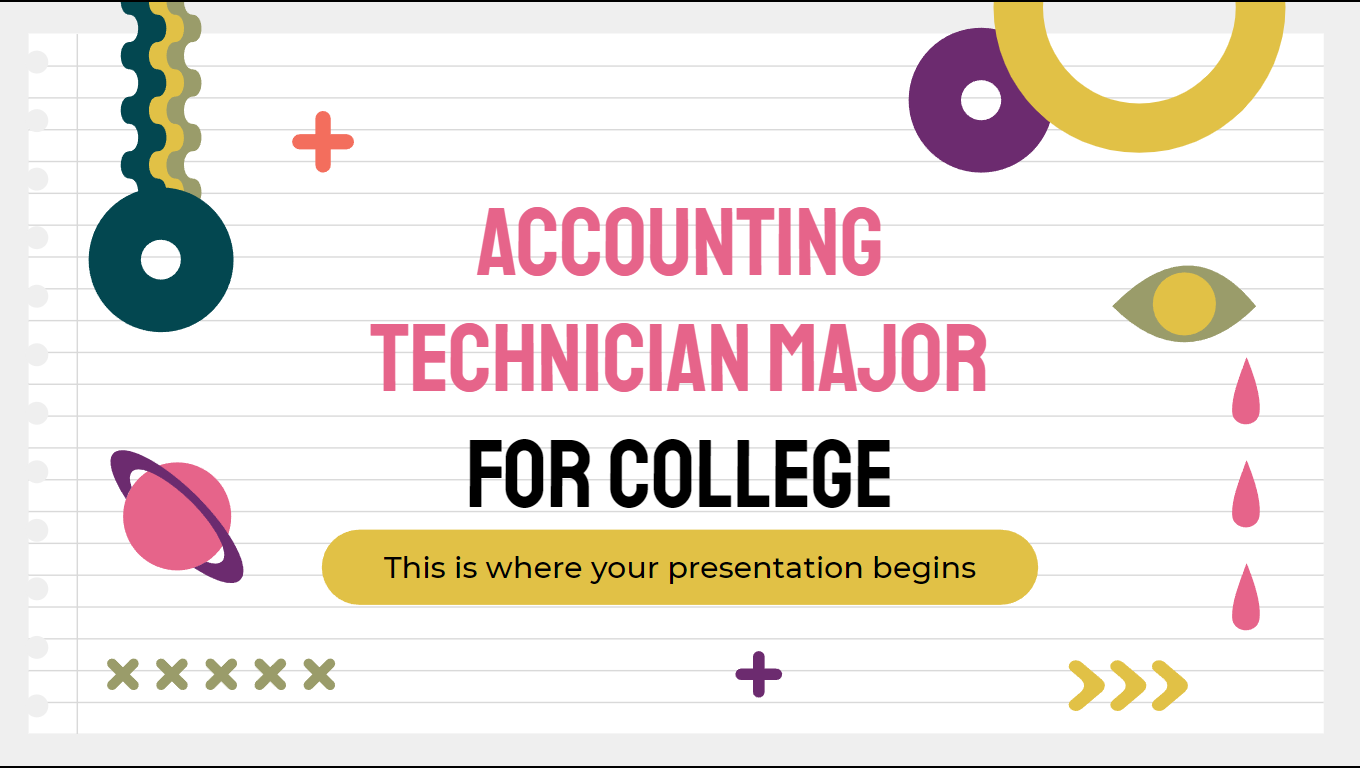 ACCOUNTING
TECHNICIAN MAJOR
FOR COLLEGE
This is where your presentation begins